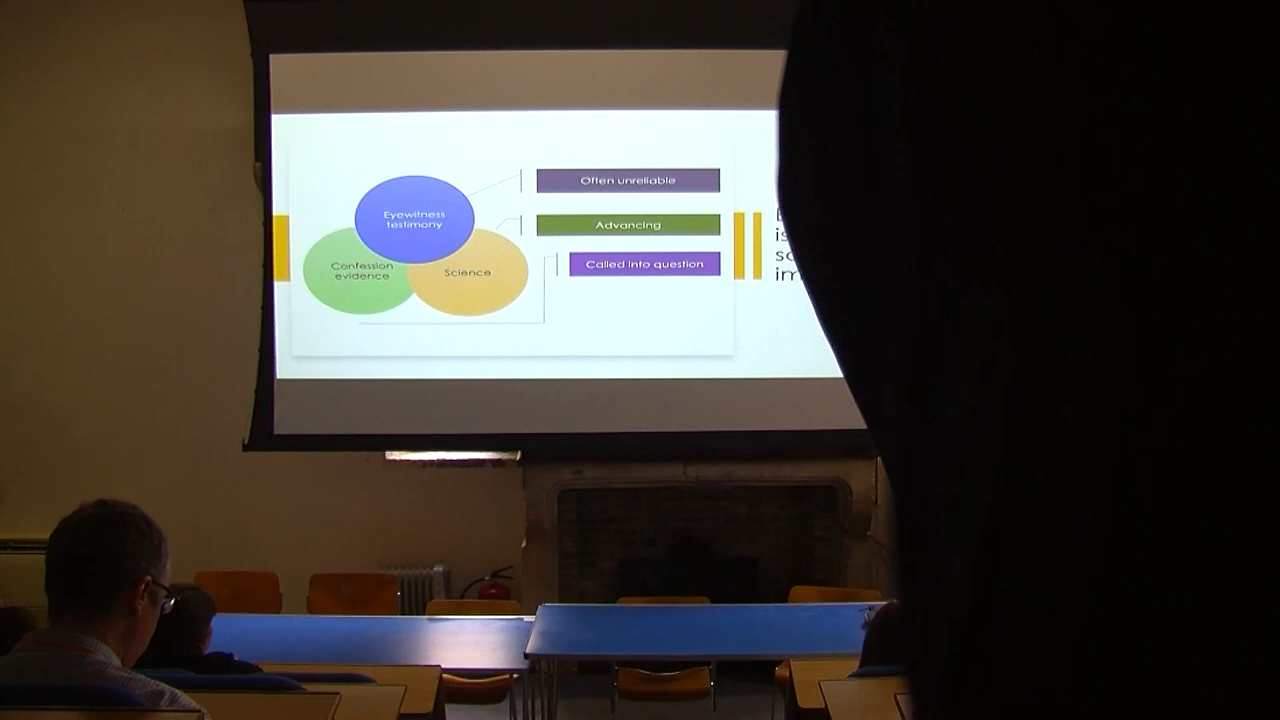 Eyewitness
testimony
Confession
evidence
Science
Often unreliable
Advancing
Called into question